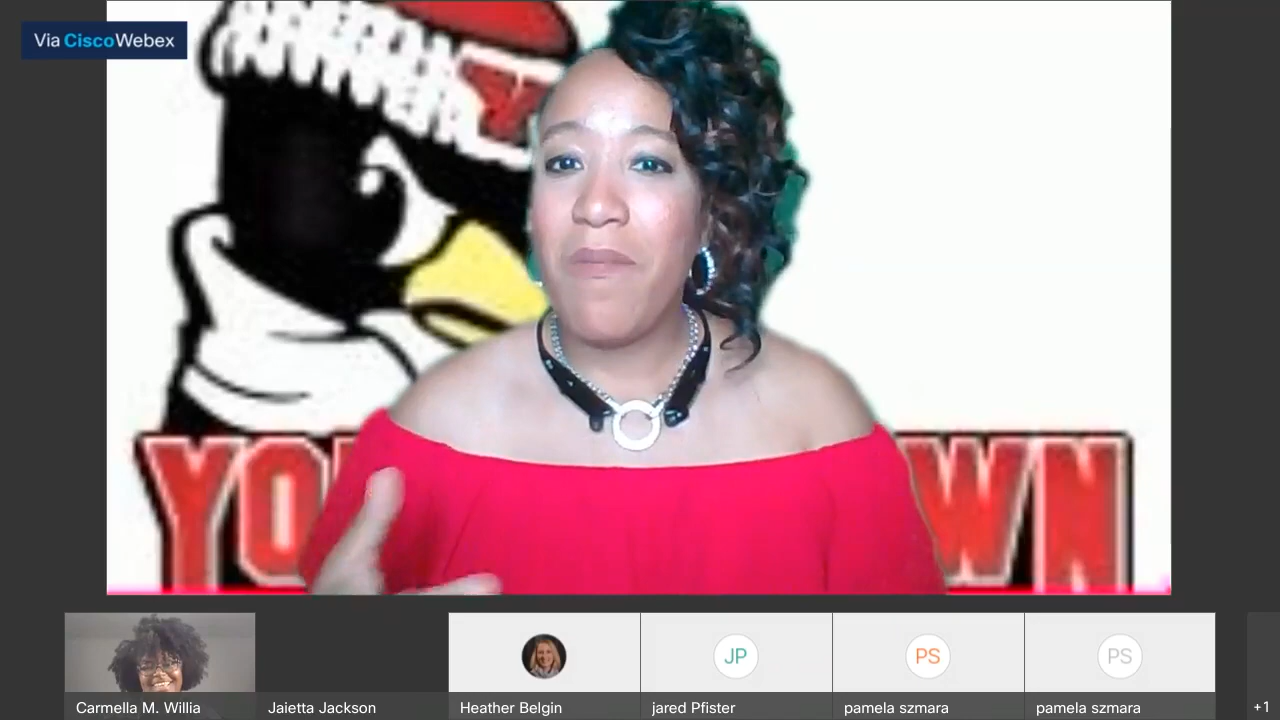 Via CiscoWebex
Y
YO WN
Carmella M. Willia
Jaietta Jackson
Heather Belgin
JP
jared Pfister
PS
pamela szmara
PS
pamela szmara
+1